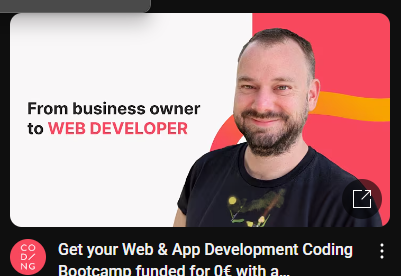 From business owner
to WEB DEVELOPER
CO
D/
NG
Get your Web & App Development Coding
Bootcamp funded for 0€ with a...